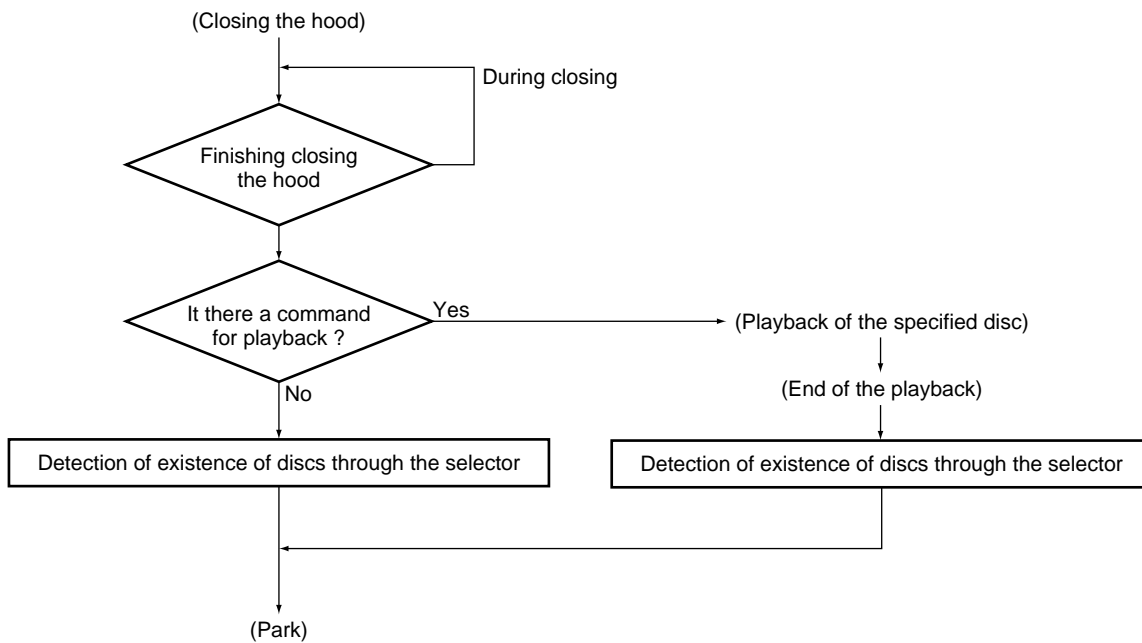 (Closing the hood)
During closing
Finishing closing
the hood
It there a command
for playback ?
Yes
(Playback of the specified disc)
No
(End of the playback)
Detection of existence of discs through the selector
Detection of existence of discs through the selector
(Park)